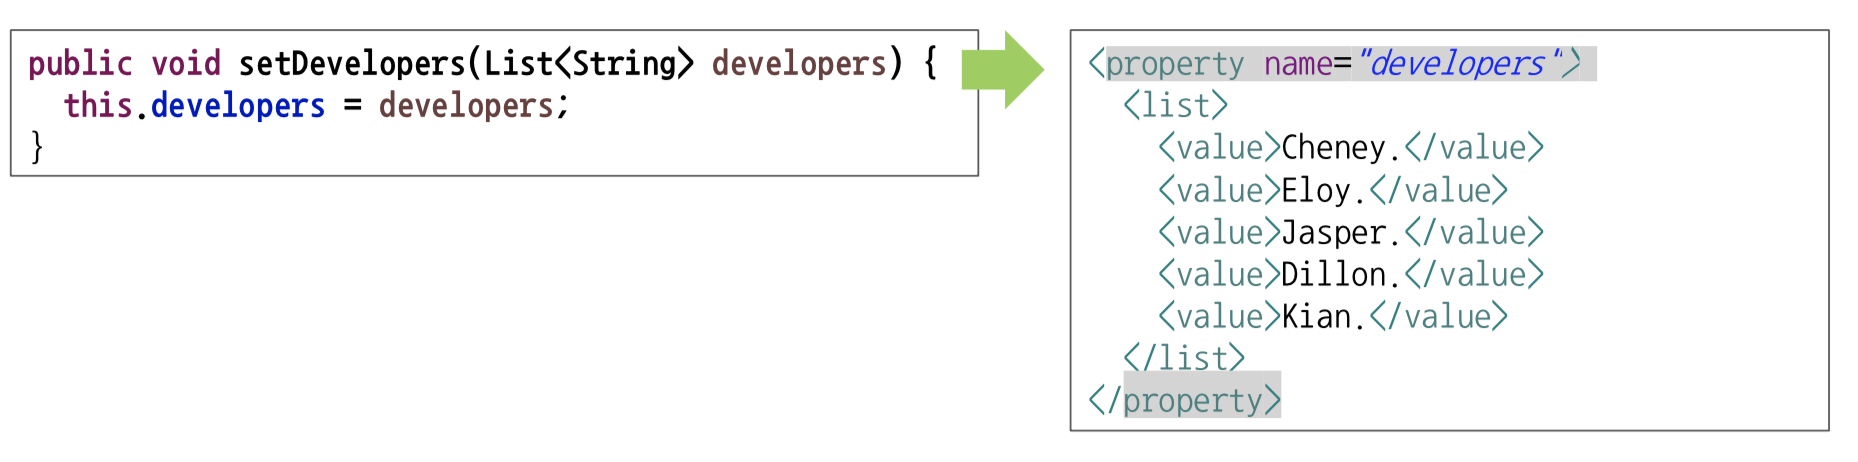 public void setDevelopers(List<String> developers) {
  this.developers = developers;
}
<property name="developers">
  <list>
    <value>Cheney.</value>
    <value>Eloy.</value>
    <value>Jasper.</value>
    <value>Dillon.</value>
    <value>Kian.</value>
  </list>
</property>